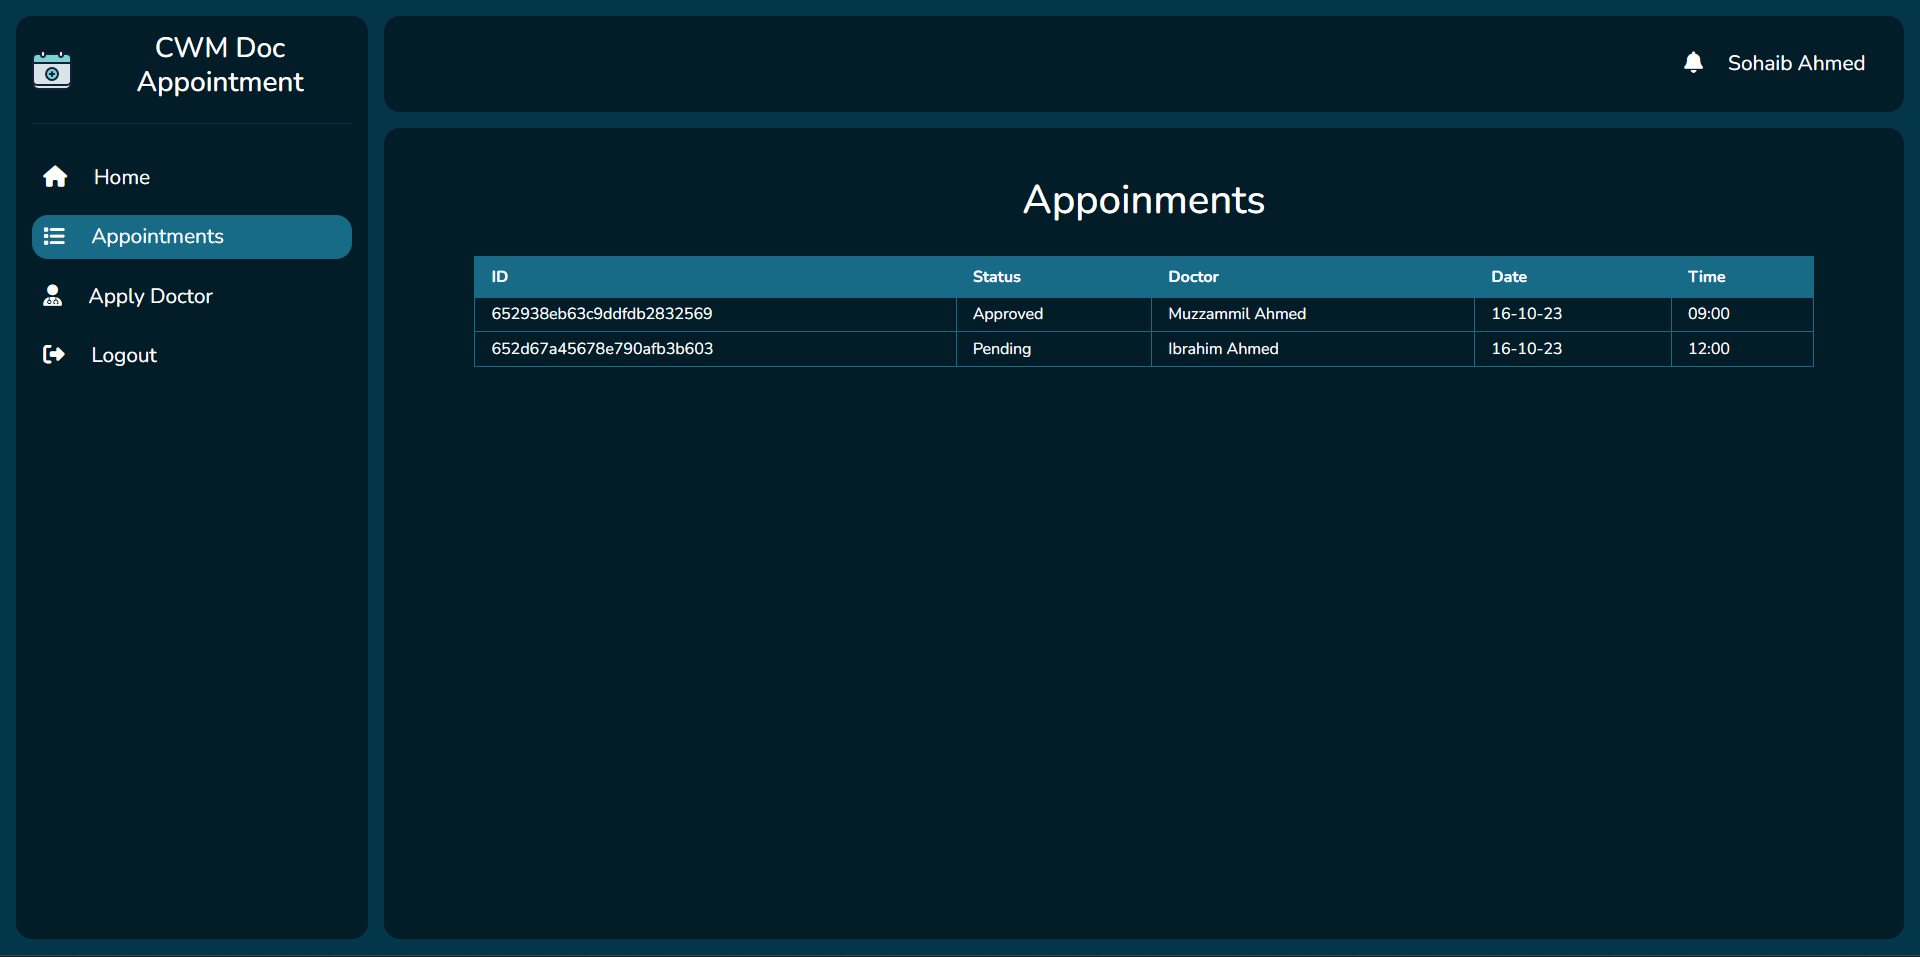 CWM Doc
Appointment
Home
Appointments
Apply Doctor
Logout
Sohaib Ahmed
Appoinments
ID Status Doctor Date Time
652938eb63c9ddfdb2832569 Approved Muzzammil Ahmed 16-10-23 09:00
652d67a45678e790afb3b603 Pending Ibrahim Ahmed 16-10-23 12:00